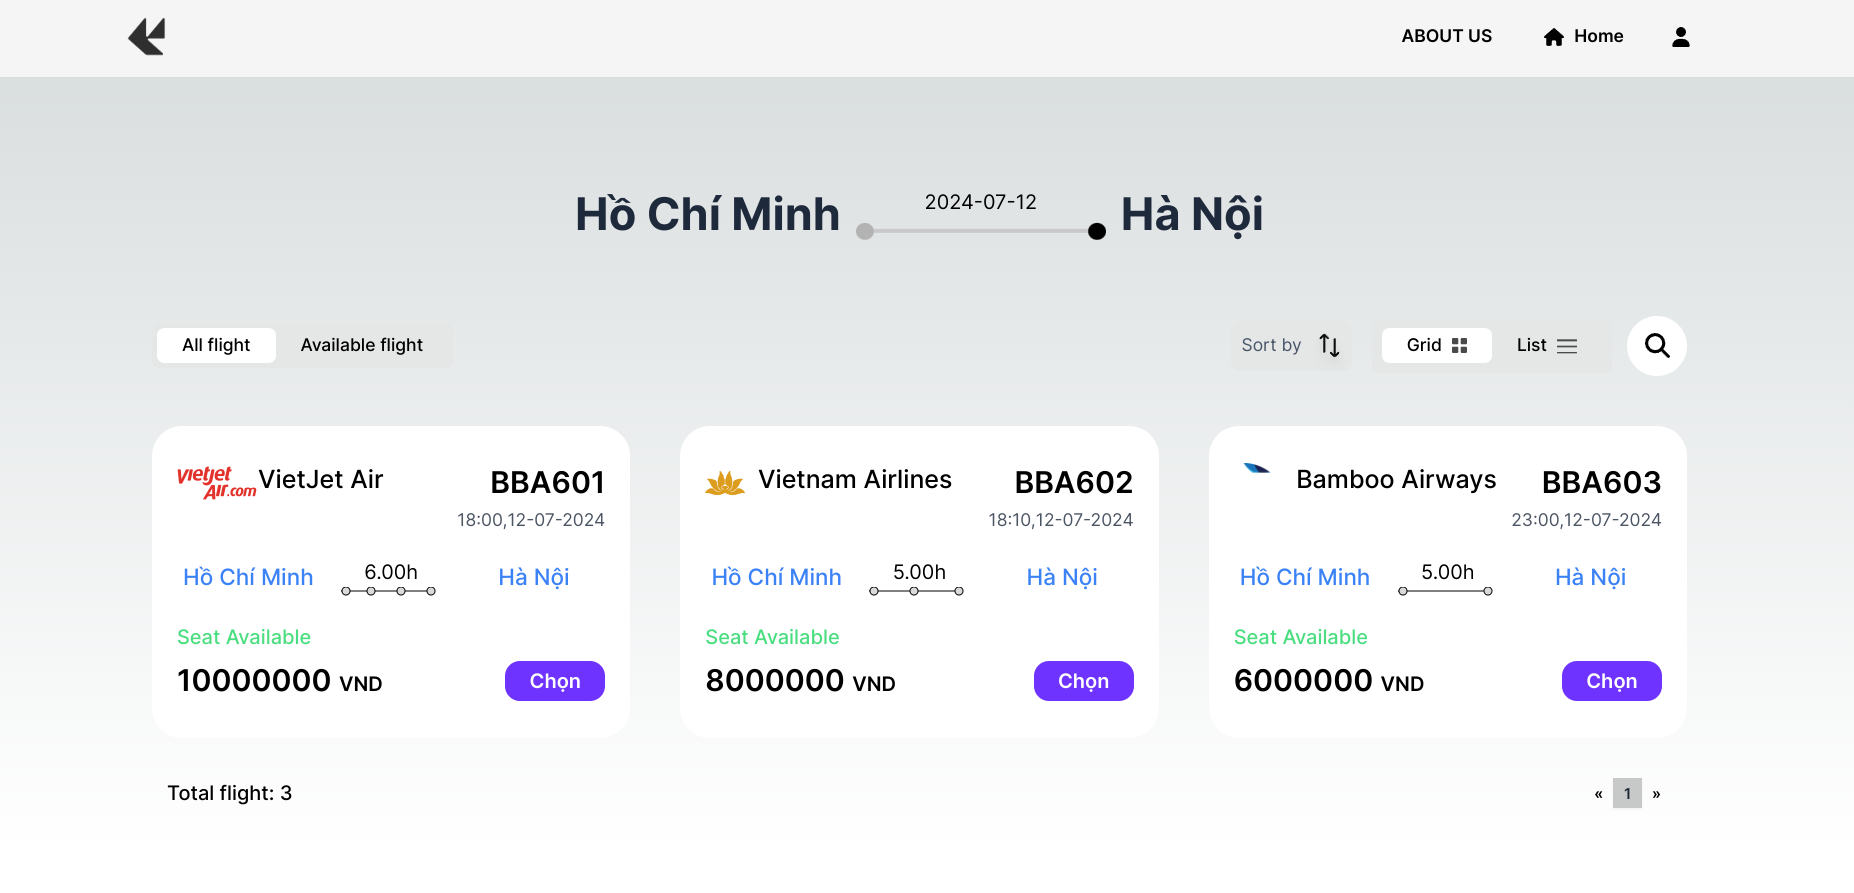 ABOUT US Home
Hồ Chí Minh 2024-07-12 Hà Nội
All flight Available flight Sort by Grid List
vietjet Air.com VietJet Air BBA601
18:00,12-07-2024
Hồ Chí Minh 6.00h Hà Nội
Seat Available
10000000 VND Chọn
Vietnam Airlines BBA602
18:10,12-07-2024
Hồ Chí Minh 5.00h Hà Nội
Seat Available
8000000 VND Chọn
Bamboo Airways BBA603
23:00,12-07-2024
Hồ Chí Minh 5.00h Hà Nội
Seat Available
6000000 VND Chọn
Total flight: 3 « 1 »